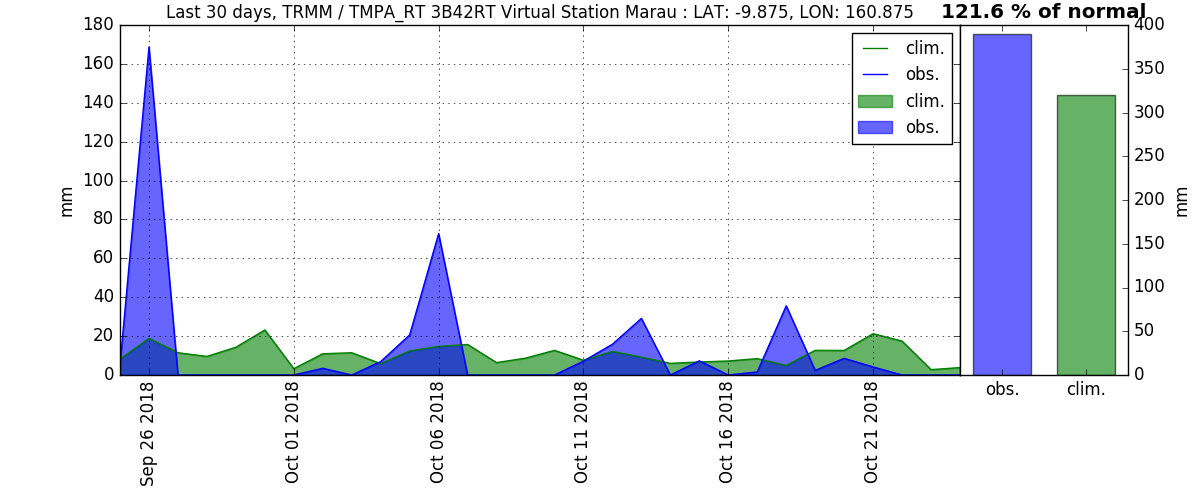 Last 30 days, TRMM / TMPA_RT 3B42RT Virtual Station Marau : LAT: -9.875, LON: 160.875
121.6 % of normal
180
160
140
120
100
80
60
40
20
0
mm
clim.
obs.
clim.
obs.
Sep 26 2018
Oct 01 2018
Oct 06 2018
Oct 11 2018
Oct 16 2018
Oct 21 2018
400
350
300
250
200
150
100
50
0
mm
obs.
clim.